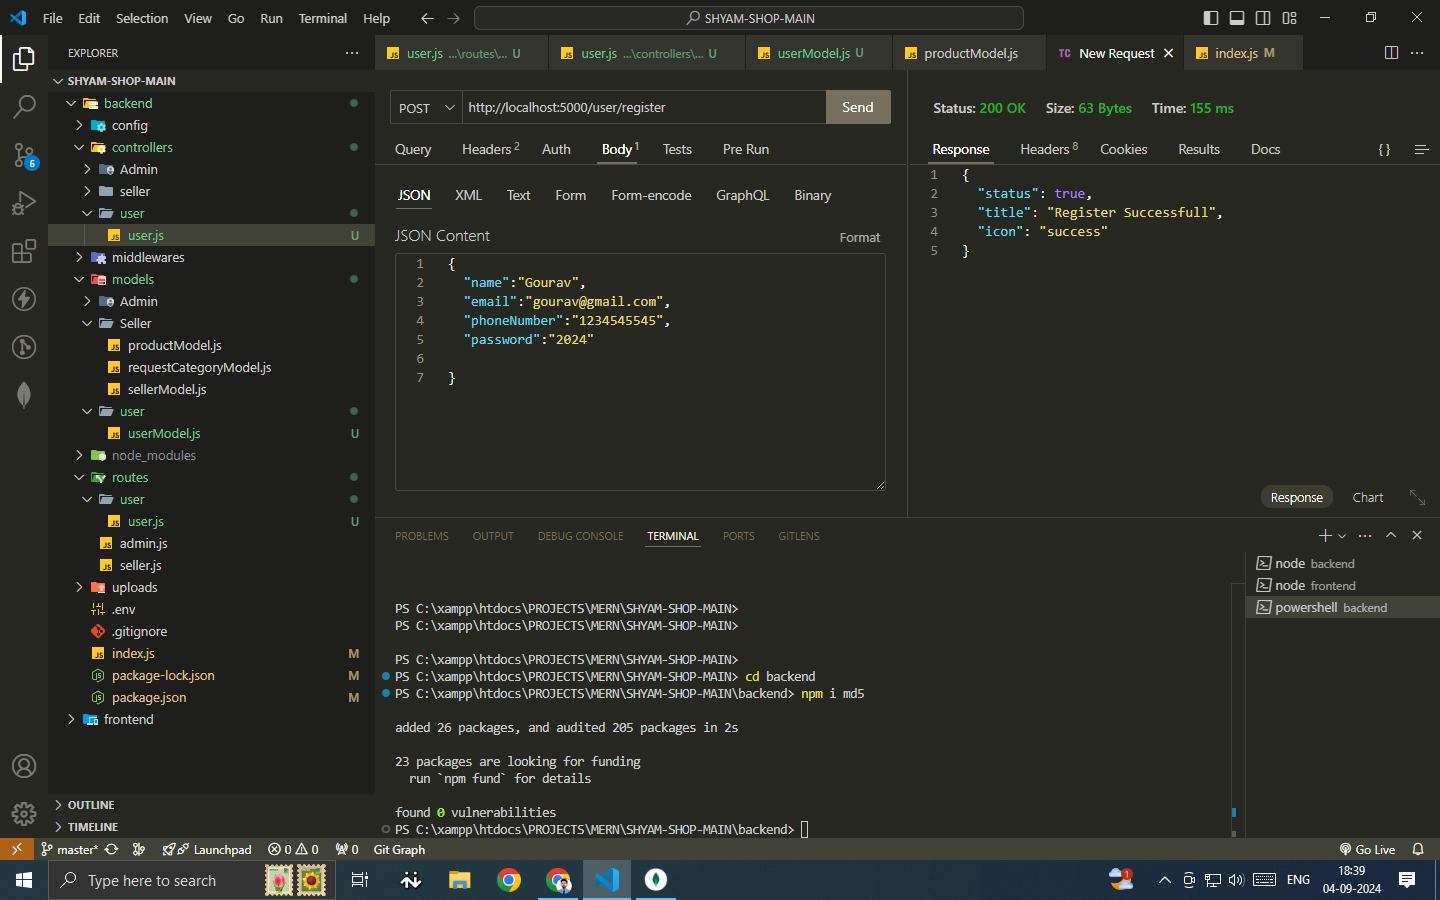 File Edit Selection View Go Run Terminal Help
SHYAM-SHOP-MAIN
EXPLORER
SHYAM-SHOP-MAIN
backend
config
controllers
Admin
seller
user
user.js U
middlewares
models
Admin
Seller
productModel.js
requestCategoryModel.js
sellerModel.js
user
userModel.js U
node_modules
routes
user
user.js U
admin.js
seller.js
uploads
.env
.gitignore
index.js M
package-lock.json M
package.json M
frontend
OUTLINE
TIMELINE
6
user.js ...\routes\... U
user.js ...\controllers\... U
userModel.js U
productModel.js
TC New Request
index.js M
POST http://localhost:5000/user/register Send
Query Headers 2 Auth Body 1 Tests Pre Run
JSON XML Text Form Form-encode GraphQL Binary
JSON Content Format
1 {
2 "name":"Gourav",
3 "email":"gourav@gmail.com",
4 "phoneNumber":"1234545545",
5 "password":"2024"
6
7 }
Status: 200 OK Size: 63 Bytes Time: 155 ms
Response Headers 8 Cookies Results Docs { }
1 {
2 "status": true,
3 "title": "Register Successfull",
4 "icon": "success"
5 }
Response Chart
PROBLEMS OUTPUT DEBUG CONSOLE TERMINAL PORTS GITLENS
PS C:\xampp\htdocs\PROJECTS\MERN\SHYAM-SHOP-MAIN>
PS C:\xampp\htdocs\PROJECTS\MERN\SHYAM-SHOP-MAIN>
PS C:\xampp\htdocs\PROJECTS\MERN\SHYAM-SHOP-MAIN>
PS C:\xampp\htdocs\PROJECTS\MERN\SHYAM-SHOP-MAIN> cd backend
PS C:\xampp\htdocs\PROJECTS\MERN\SHYAM-SHOP-MAIN\backend> npm i md5
added 26 packages, and audited 205 packages in 2s
23 packages are looking for funding
run `npm fund` for details
found 0 vulnerabilities
PS C:\xampp\htdocs\PROJECTS\MERN\SHYAM-SHOP-MAIN\backend>
node backend
node frontend
powershell backend
master* Launchpad 0 0 0 Git Graph Go Live
Type here to search
1
ENG
18:39
04-09-2024